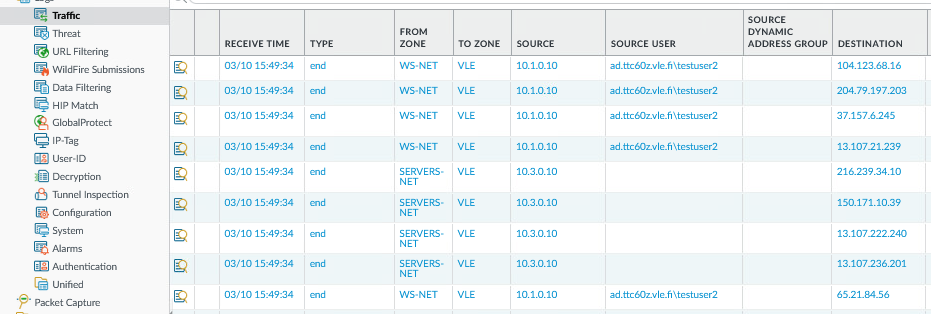 Traffic
Threat
URL Filtering
WildFire Submissions
Data Filtering
HIP Match
GlobalProtect
IP-Tag
User-ID
Decryption
Tunnel Inspection
Configuration
System
Alarms
Authentication
Unified
Packet Capture
RECEIVE TIME TYPE FROM ZONE TO ZONE SOURCE SOURCE USER SOURCE DYNAMIC ADDRESS GROUP DESTINATION
03/10 15:49:34 end WS-NET VLE 10.1.0.10 ad.ttc60z.vle.fi\testuser2 104.123.68.16
03/10 15:49:34 end WS-NET VLE 10.1.0.10 ad.ttc60z.vle.fi\testuser2 204.79.197.203
03/10 15:49:34 end WS-NET VLE 10.1.0.10 ad.ttc60z.vle.fi\testuser2 37.157.6.245
03/10 15:49:34 end WS-NET VLE 10.1.0.10 ad.ttc60z.vle.fi\testuser2 13.107.21.239
03/10 15:49:34 end SERVERS-NET VLE 10.3.0.10 216.239.34.10
03/10 15:49:34 end SERVERS-NET VLE 10.3.0.10 150.171.10.39
03/10 15:49:34 end SERVERS-NET VLE 10.3.0.10 13.107.222.240
03/10 15:49:34 end SERVERS-NET VLE 10.3.0.10 13.107.236.201
03/10 15:49:34 end WS-NET VLE 10.1.0.10 ad.ttc60z.vle.fi\testuser2 65.21.84.56